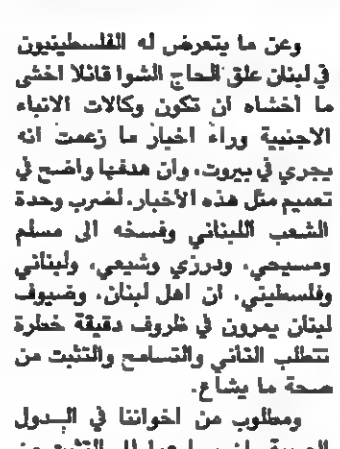 وعن ما يتعرض له الفلسطينيون
في لبنان علق الحاج الشوا قائلا اخشى
ما اخشاه ان تكون وكالات الانباء
الاجنبية وراء اخبار ما زعمت انه
يجري في بيروت، وان هدفها واضح في
تعميم مثل هذه الأخبار. لضرب وحدة
الشعب اللبناني وفسخه الى مسلم
ومسيحي، ودرزي وشيعي، ولبناني
وفلسطيني. ان اهل لبنان، وضيوف
لبنان يمرون في ظروف دقيقة خطرة
تتطلب التاني والتسامح والتثبت من
صحة ما يشاع.
ومطلوب من اخواننا في الدول